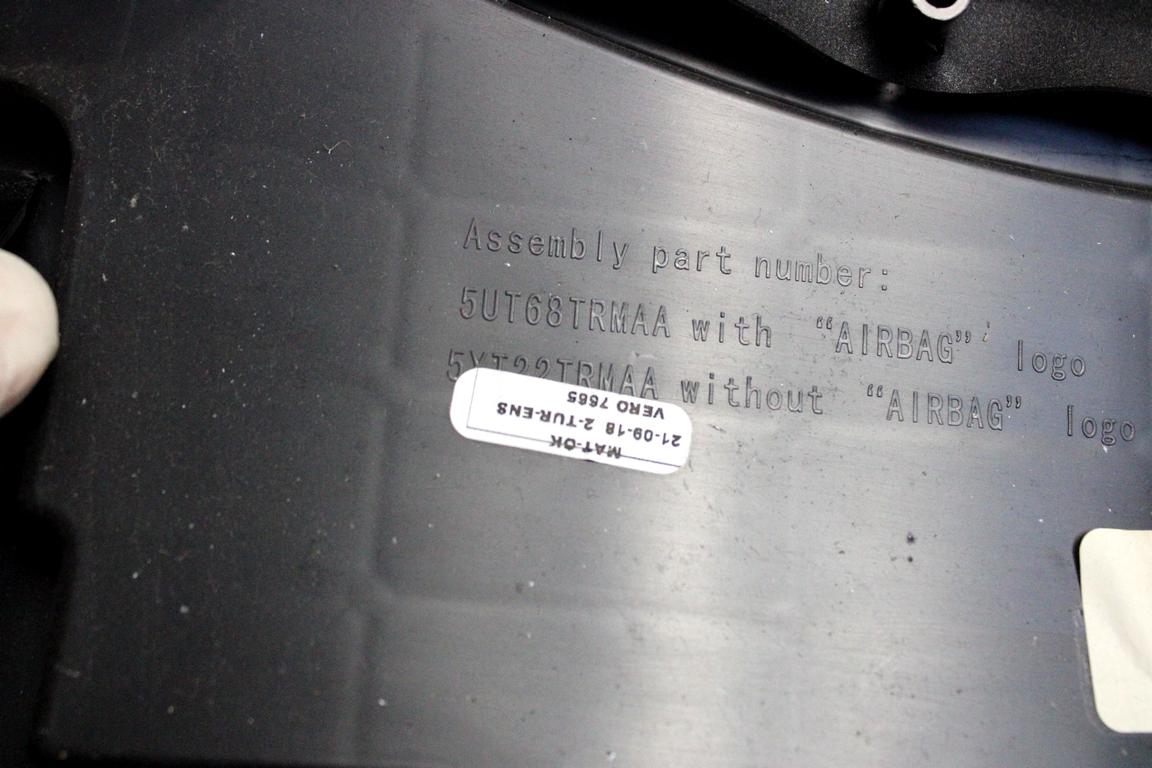 Assembly part number:
5UT68TRMAA with “AIRBAG” logo
5YT22TRMAA without “AIRBAG” logo
MAT-OK
21-09-18 2-TUR-ENS
VERO 7665